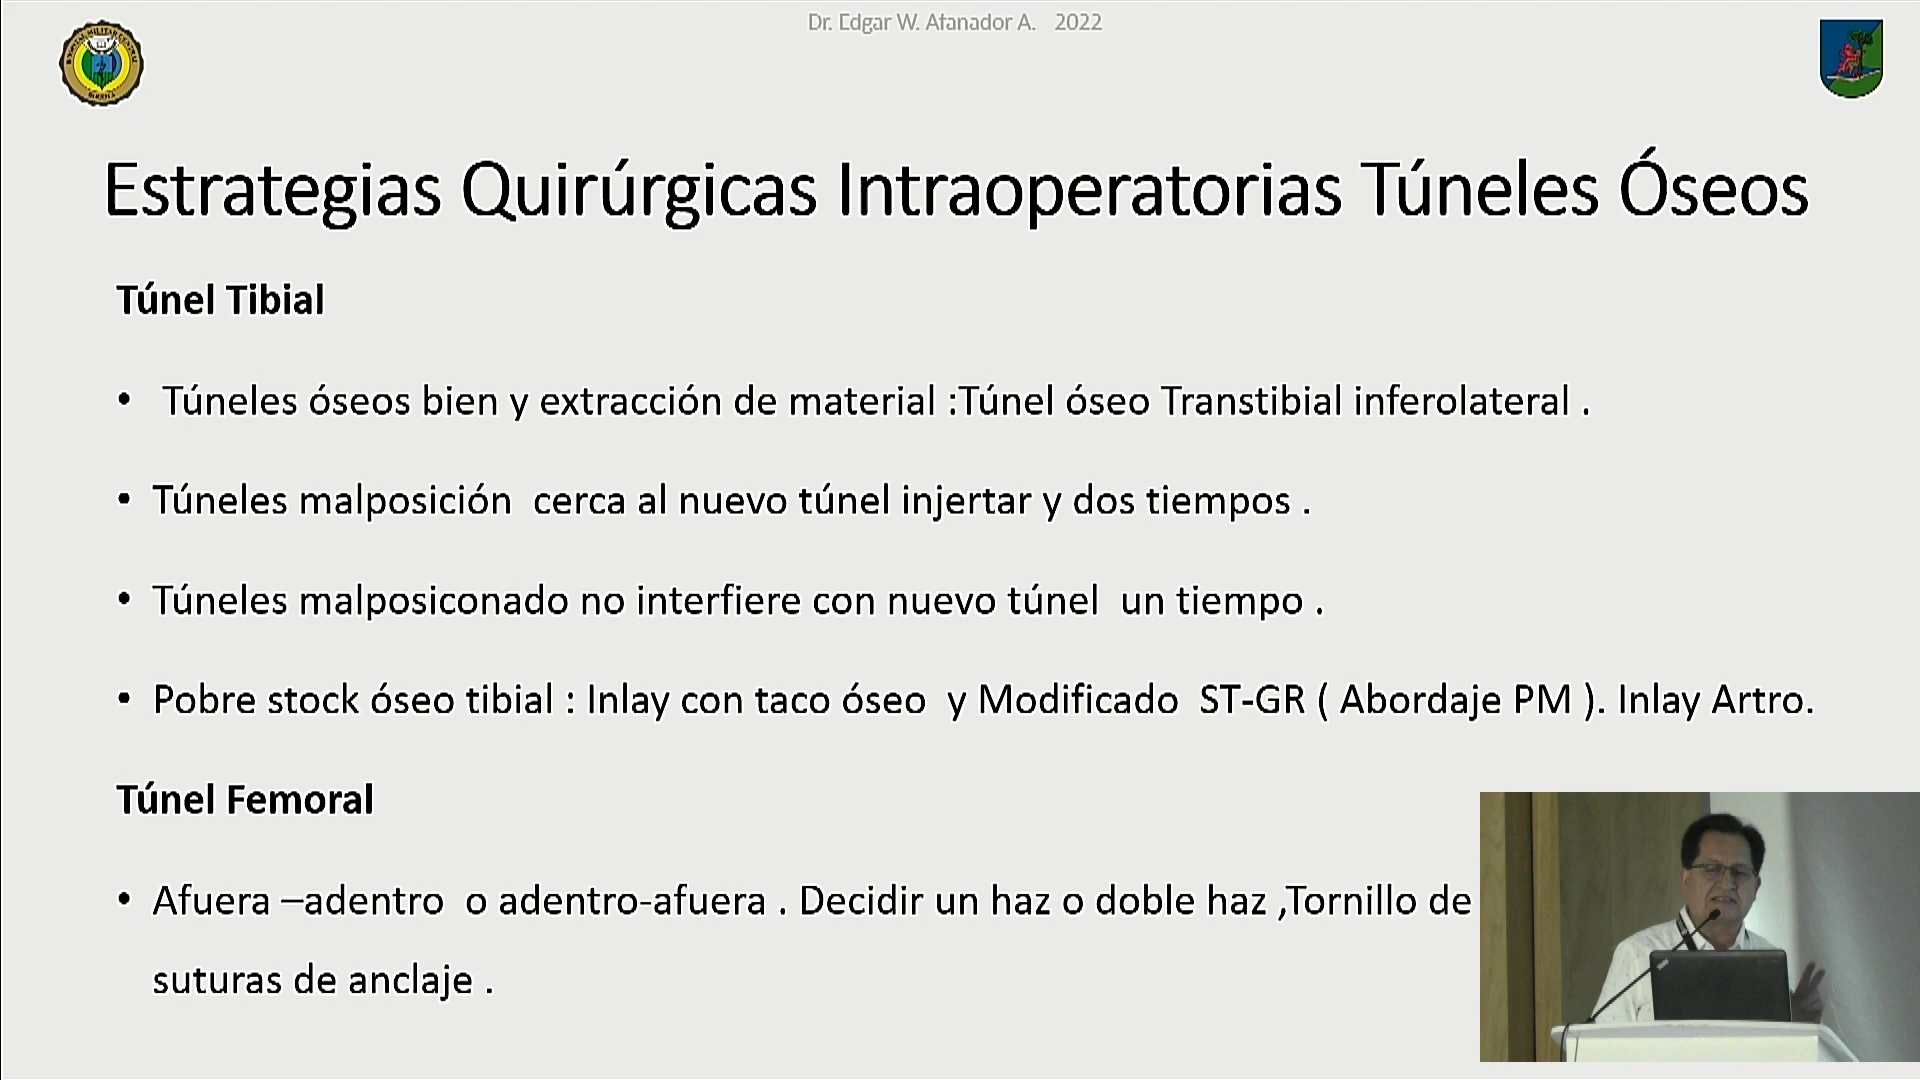 Dr. Edgar W. Afanador A. 2022
Estrategias Quirúrgicas Intraoperatorias Túneles Óseos
Túnel Tibial
• Túneles óseos bien y extracción de material :Túnel óseo Transtibial inferolateral .
• Túneles malposición cerca al nuevo túnel injertar y dos tiempos .
• Túneles malposiconado no interfiere con nuevo túnel un tiempo .
• Pobre stock óseo tibial : Inlay con taco óseo y Modificado ST-GR ( Abordaje PM ). Inlay Artro.
Túnel Femoral
• Afuera –adentro o adentro-afuera . Decidir un haz o doble haz ,Tornillo de
suturas de anclaje .